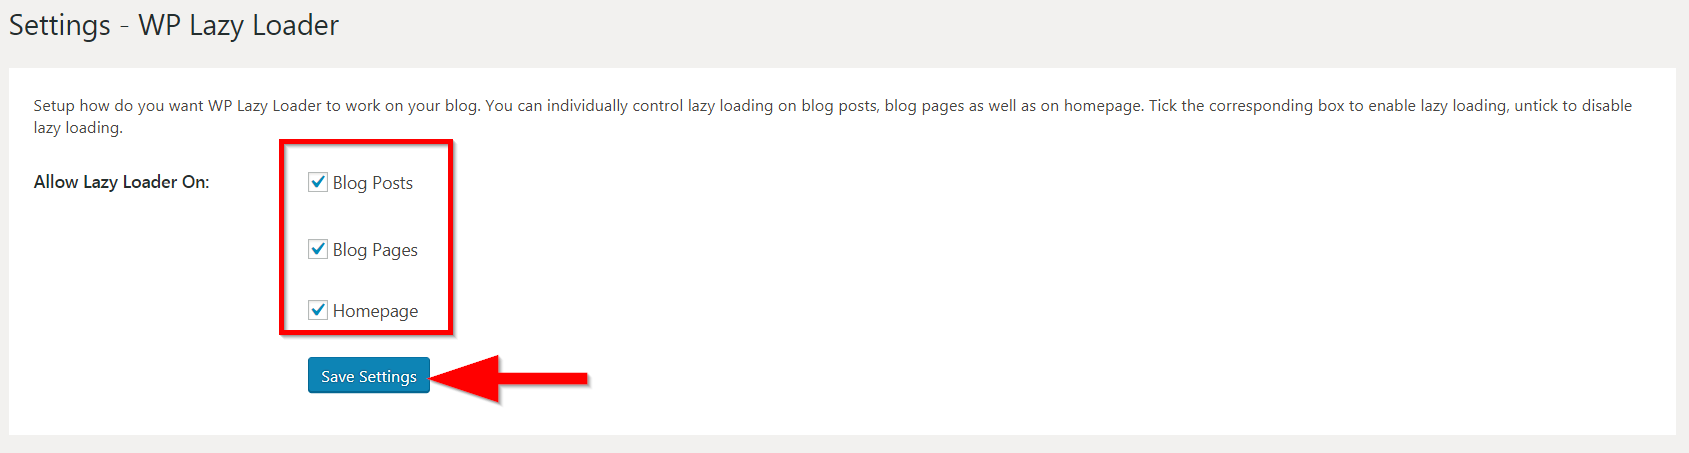 Settings - WP Lazy Loader
Setup how do you want WP Lazy Loader to work on your blog. You can individually control lazy loading on blog posts, blog pages as well as on homepage. Tick the corresponding box to enable lazy loading, untick to disable
lazy loading.
Allow Lazy Loader On:
Blog Posts
Blog Pages
Homepage
Save Settings